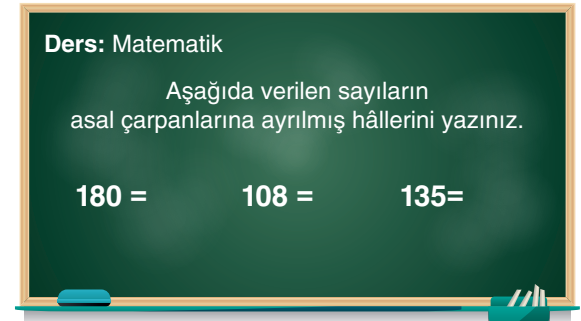 Ders: Matematik
Aşağıda verilen sayıların
asal çarpanlarına ayrılmış hâllerini yazınız.
180 = 108 = 135=